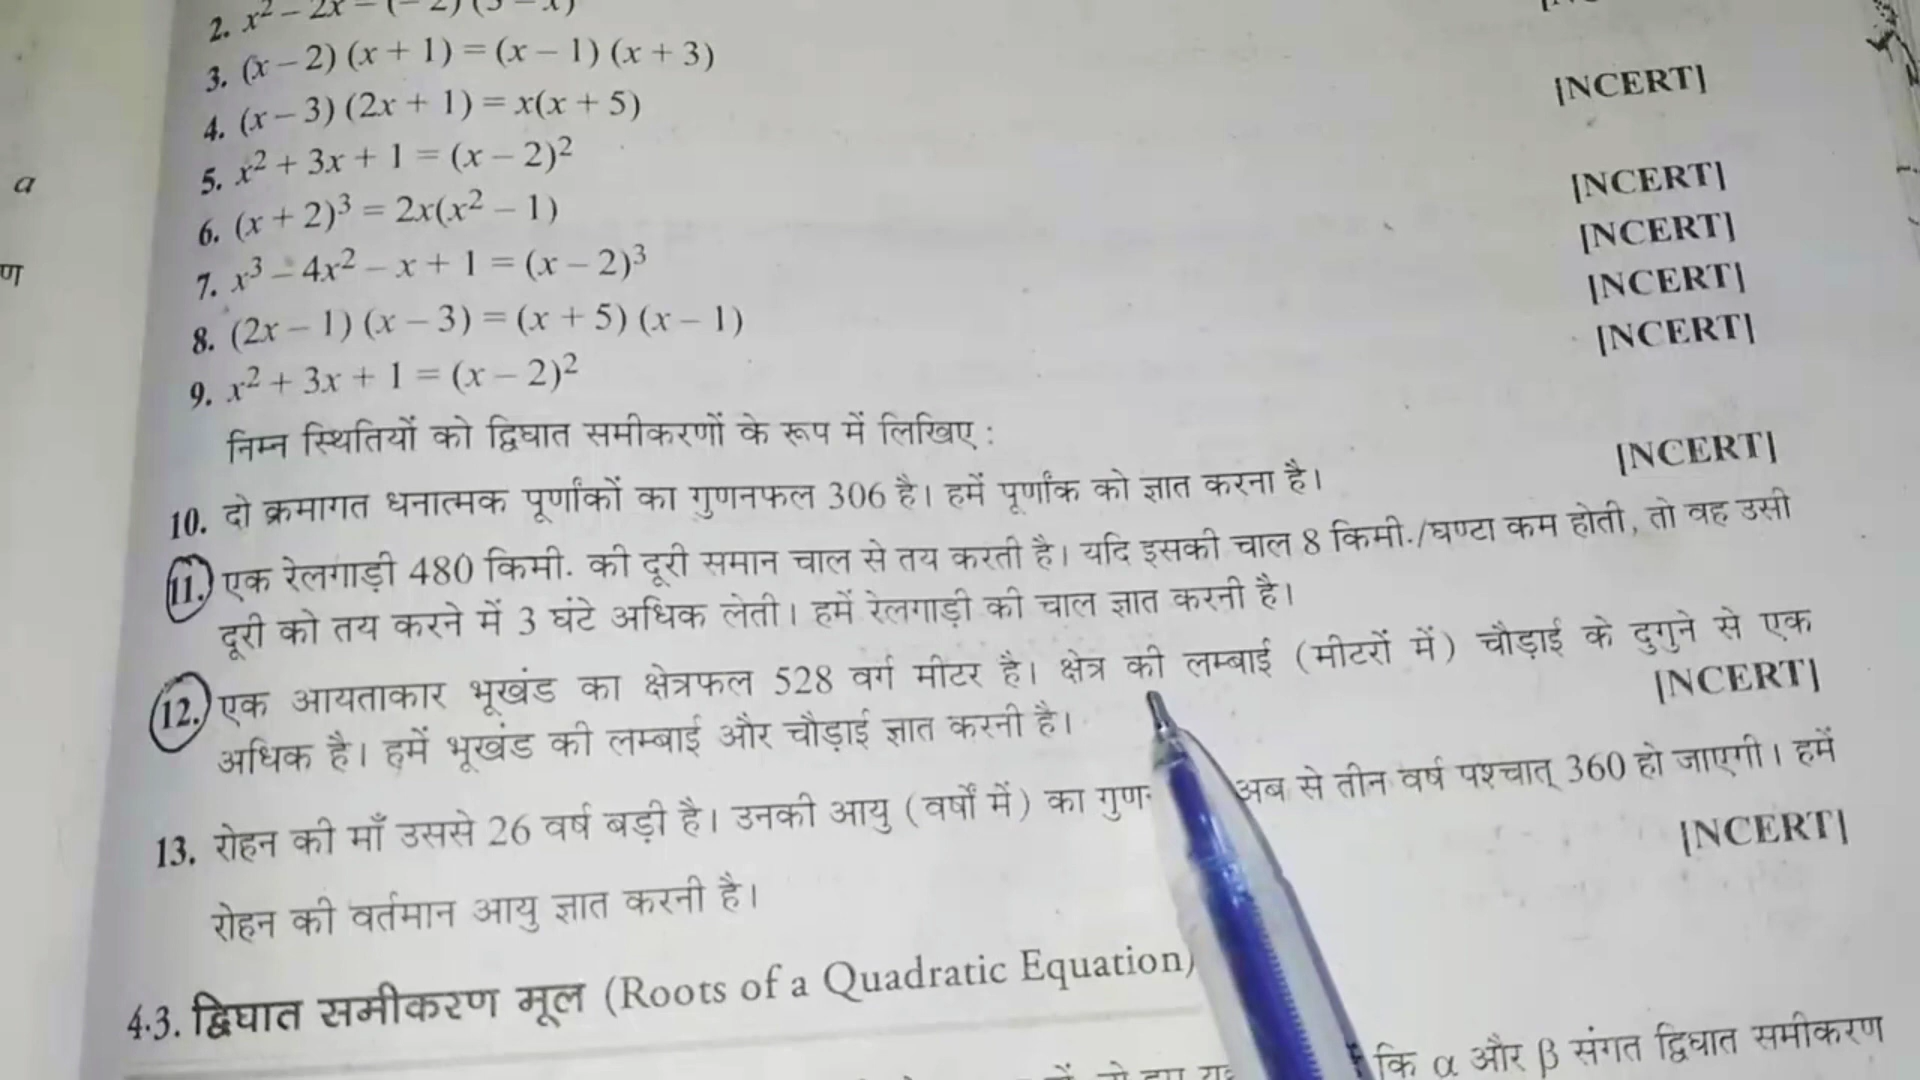 2. x² – 2x = (–2) (3 – x)
3. (x – 2) (x + 1) = (x – 1) (x + 3)
4. (x – 3) (2x + 1) = x(x + 5) [NCERT]
5. x² + 3x + 1 = (x – 2)²
6. (x + 2)³ = 2x(x² – 1) [NCERT]
7. x³ – 4x² – x + 1 = (x – 2)³ [NCERT]
8. (2x – 1) (x – 3) = (x + 5) (x – 1) [NCERT]
9. x² + 3x + 1 = (x – 2)² [NCERT]
निम्न स्थितियों को द्विघात समीकरणों के रूप में लिखिए :
10. दो क्रमागत धनात्मक पूर्णांकों का गुणनफल 306 है। हमें पूर्णांक को ज्ञात करना है। [NCERT]
11. एक रेलगाड़ी 480 किमी. की दूरी समान चाल से तय करती है। यदि इसकी चाल 8 किमी./घण्टा कम होती, तो वह उसी
दूरी को तय करने में 3 घंटे अधिक लेती। हमें रेलगाड़ी की चाल ज्ञात करनी है।
12. एक आयताकार भूखंड का क्षेत्रफल 528 वर्ग मीटर है। क्षेत्र की लम्बाई (मीटरों में) चौड़ाई के दुगुने से एक
अधिक है। हमें भूखंड की लम्बाई और चौड़ाई ज्ञात करनी है। [NCERT]
13. रोहन की माँ उससे 26 वर्ष बड़ी है। उनकी आयु (वर्षों में) का अब से तीन वर्ष पश्चात् 360 हो जाएगी। हमें
रोहन की वर्तमान आयु ज्ञात करनी है। [NCERT]
4.3. द्विघात समीकरण मूल (Roots of a Quadratic Equation)
कि α और β संगत द्विघात समीकरण
a
ण